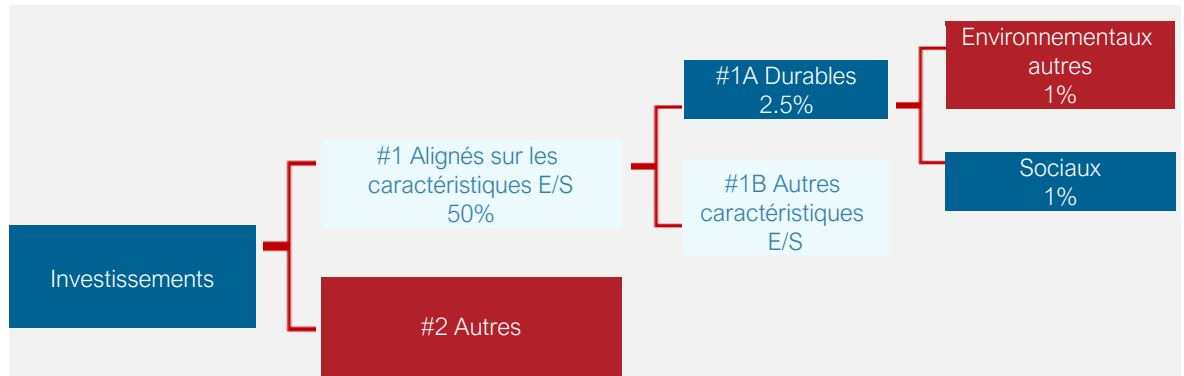 Investissements
#1 Alignés sur les
caractéristiques E/S
50%
#2 Autres
#1A Durables
2.5%
#1B Autres
caractéristiques
E/S
Environnementaux
autres
1%
Sociaux
1%